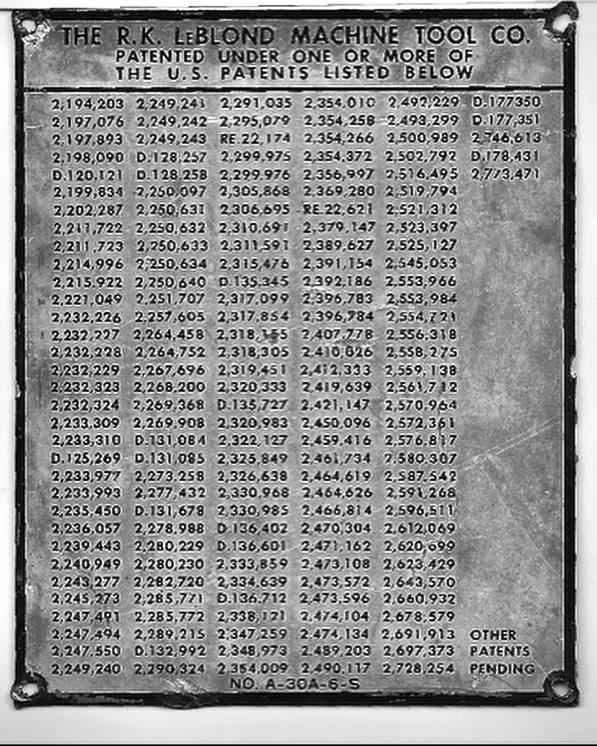 THE R.K. LeBLOND MACHINE TOOL CO.
PATENTED UNDER ONE OR MORE OF
THE U.S. PATENTS LISTED BELOW
2,194,203 2,249,241 2,291,035 2,354,010 2,492,229 D.177350
2,197,076 2,249,242 2,295,079 2,354,258 2,498,299 D.177,351
2,197,893 2,249,243 RE.22,174 2,354,266 2,500,989 2,746,613
2,198,090 D.128,257 2,299,975 2,354,372 2,502,792 D.178,431
D.120,121 D.128,258 2,299,976 2,356,997 2,516,495 2,773,471
2,199,834 2,250,097 2,305,868 2,369,280 2,519,794
2,202,287 2,250,631 2,306,695 RE.22,621 2,521,312
2,211,722 2,250,632 2,310,691 2,379,147 2,523,397
2,211,723 2,250,633 2,311,591 2,389,627 2,525,127
2,214,996 2,250,634 2,315,476 2,391,154 2,545,053
2,215,922 2,250,640 D.135,345 2,392,186 2,553,966
2,221,049 2,251,707 2,317,099 2,396,783 2,553,984
2,232,226 2,257,605 2,317,854 2,396,784 2,554,721
2,232,227 2,264,458 2,407,778 2,556,318
2,232,228 2,264,752 2,318,305 2,410,026 2,558,275
2,232,229 2,267,696 2,319,451 2,412,333 2,559,138
2,232,323 2,268,200 2,320,333 2,419,639 2,561,712
2,232,324 2,269,368 D.135,727 2,421,147 2,570,964
2,233,309 2,269,908 2,320,983 2,450,096 2,572,361
2,233,310 D.131,084 2,322,127 2,459,416 2,576,817
D.125,269 D.131,085 2,325,849 2,461,734 2,580,307
2,233,977 2,273,258 2,326,638 2,464,619 2,587,542
2,233,993 2,277,432 2,330,968 2,464,626 2,591,268
2,235,450 D.131,678 2,330,985 2,466,814 2,596,511
2,236,057 2,278,988 D.136,402 2,470,304 2,612,069
2,239,443 2,280,229 D.136,601 2,471,162 2,620,699
2,240,949 2,280,230 2,333,859 2,473,108 2,623,429
2,243,277 2,282,720 2,334,639 2,473,572 2,643,570
2,245,273 2,285,771 D.136,712 2,473,596 2,660,932
2,247,491 2,285,772 2,338,121 2,474,104 2,678,579
2,247,494 2,289,215 2,347,259 2,474,134 2,691,913 OTHER
2,247,550 D.132,992 2,348,973 2,489,203 2,697,373 PATENTS
2,249,240 2,290,324 2,354,009 2,490,117 2,728,254 PENDING
NO. A-30A-6-S